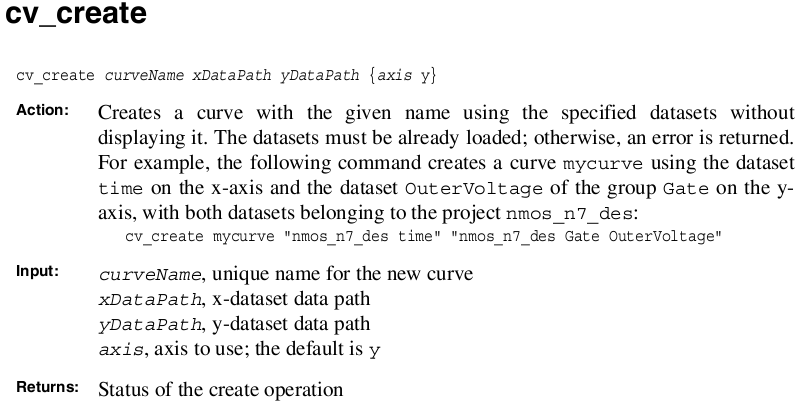 cv_create
cv_create curveName xDataPath yDataPath {axis y}
Action: Creates a curve with the given name using the specified datasets without
displaying it. The datasets must be already loaded; otherwise, an error is returned.
For example, the following command creates a curve mycurve using the dataset
time on the x-axis and the dataset OuterVoltage of the group Gate on the y-
axis, with both datasets belonging to the project nmos_n7_des:
cv_create mycurve "nmos_n7_des time" "nmos_n7_des Gate OuterVoltage"
Input: curveName, unique name for the new curve
xDataPath, x-dataset data path
yDataPath, y-dataset data path
axis, axis to use; the default is y
Returns: Status of the create operation